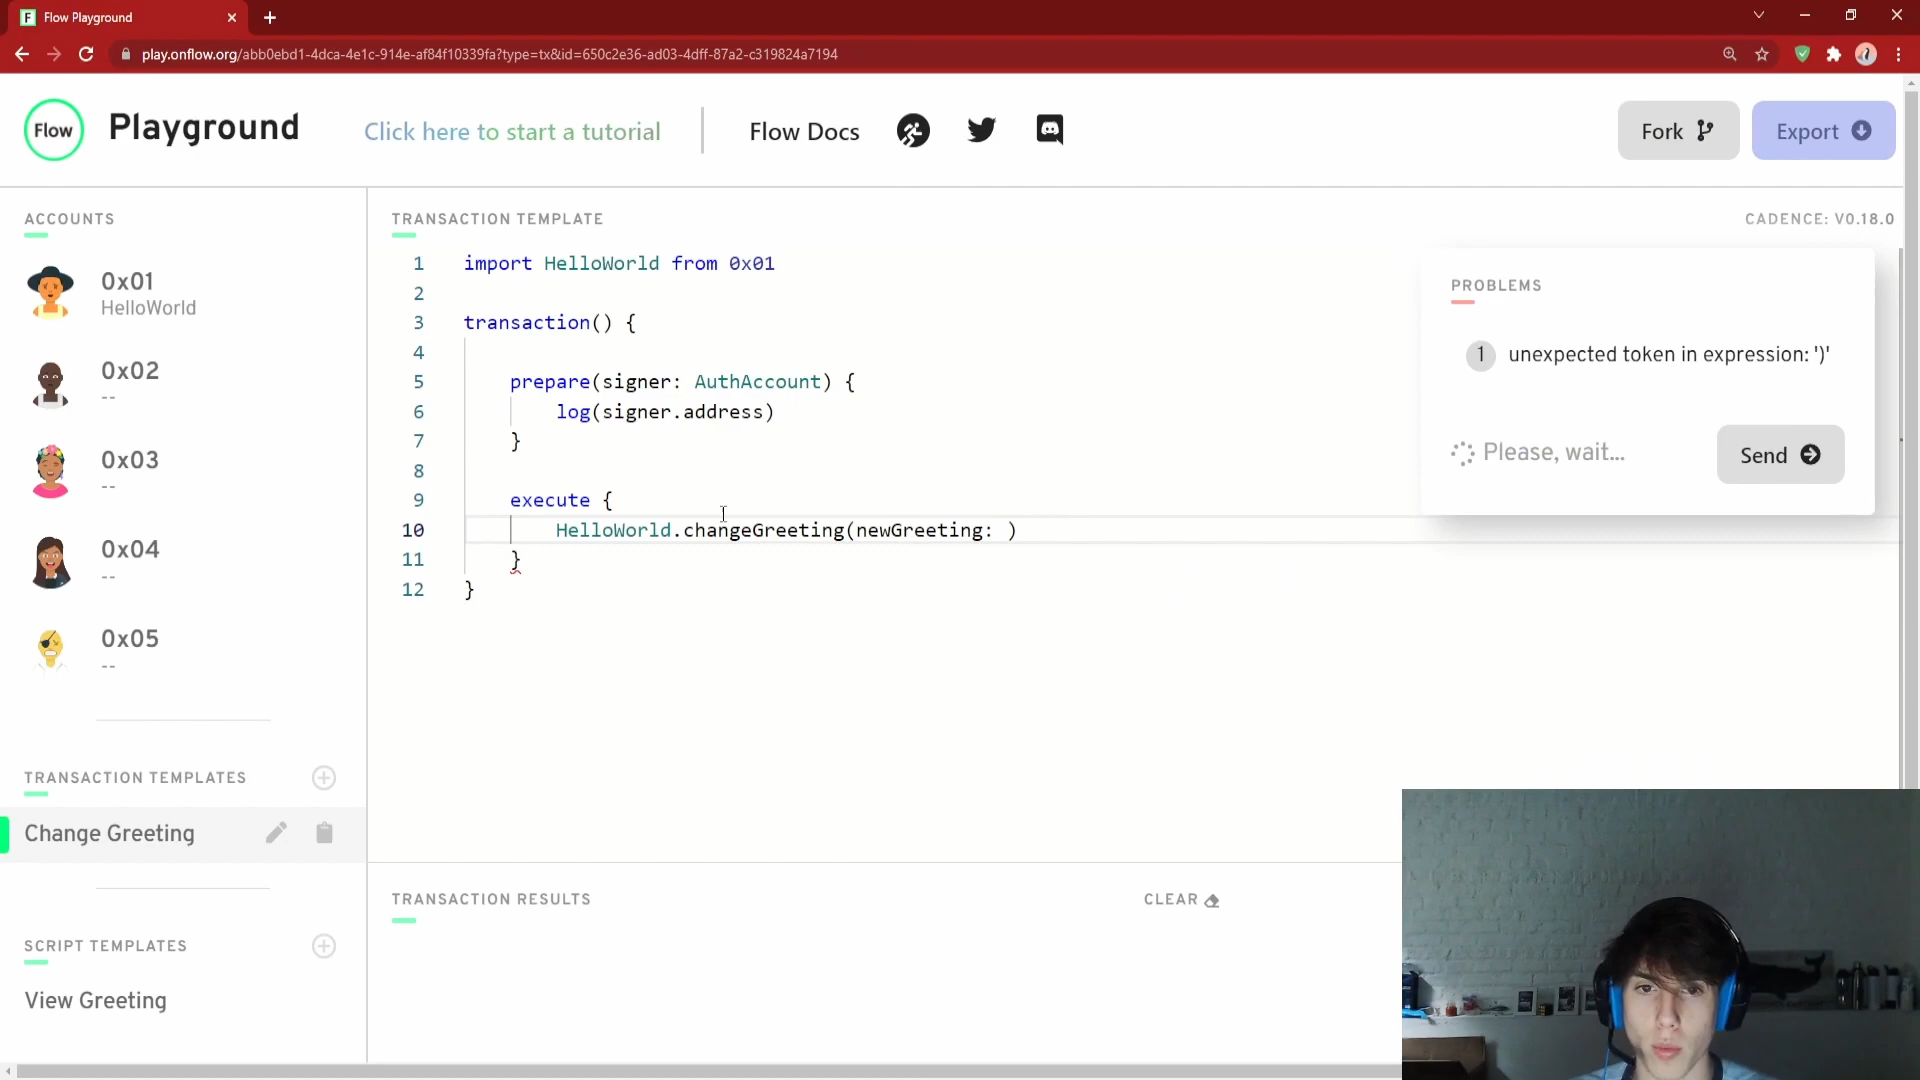 Flow Playground
play.onflow.org/abb0ebd1-4dca-4e1c-914e-af84f10339fa?type=tx&id=650c2e36-ad03-4dff-87a2-c319824a7194
Flow
Playground
Click here to start a tutorial
Flow Docs
Fork
Export
ACCOUNTS
0x01
HelloWorld
0x02
--
0x03
--
0x04
--
0x05
--
TRANSACTION TEMPLATES
Change Greeting
SCRIPT TEMPLATES
View Greeting
TRANSACTION TEMPLATE
CADENCE: V0.18.0
1 import HelloWorld from 0x01
2
3 transaction() {
4
5 prepare(signer: AuthAccount) {
6 log(signer.address)
7 }
8
9 execute {
10 HelloWorld.changeGreeting(newGreeting: )
11 }
12 }
PROBLEMS
1 unexpected token in expression: ')'
Please, wait...
Send
TRANSACTION RESULTS
CLEAR